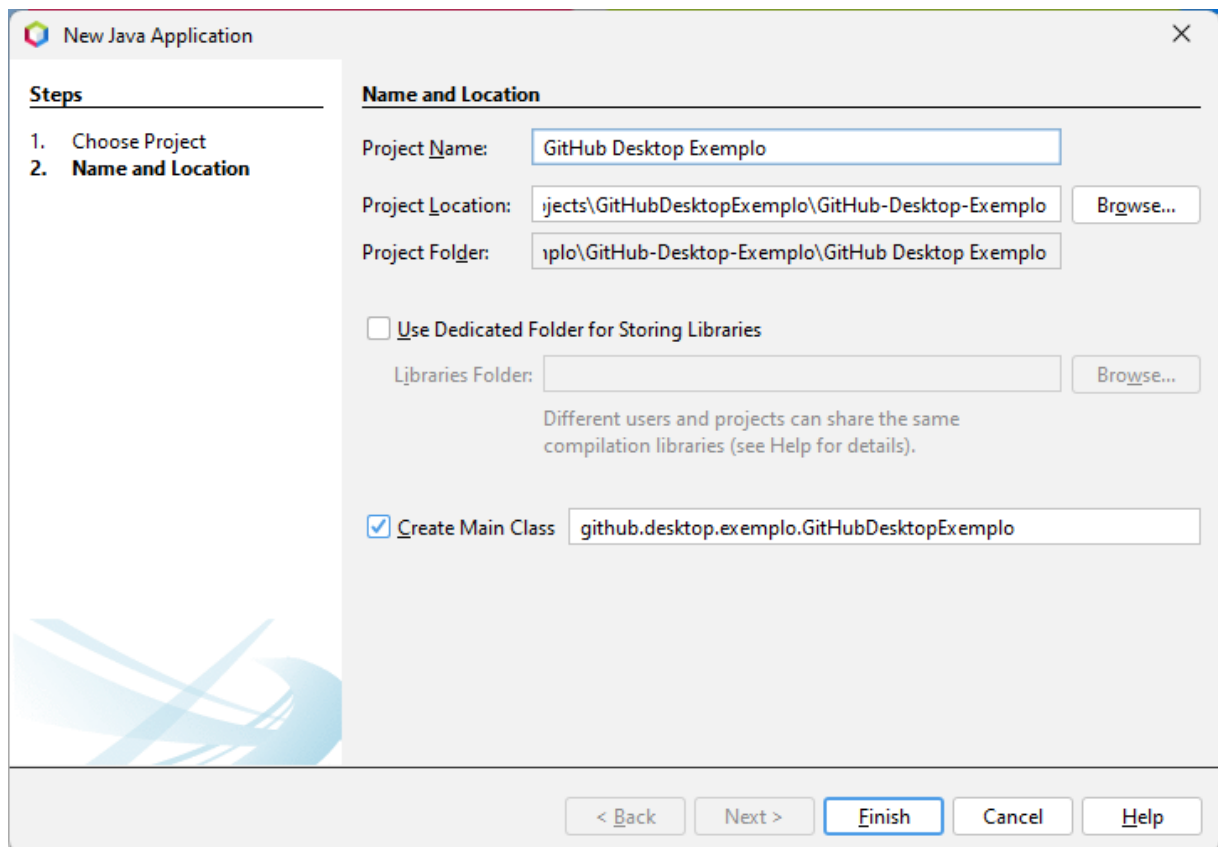 New Java Application
Steps
1. Choose Project
2. Name and Location
Name and Location
Project Name: GitHub Desktop Exemplo
Project Location: jects\GitHubDesktopExemplo\GitHub-Desktop-Exemplo Browse...
Project Folder: nplo\GitHub-Desktop-Exemplo\GitHub Desktop Exemplo
Use Dedicated Folder for Storing Libraries
Libraries Folder: Browse...
Different users and projects can share the same
compilation libraries (see Help for details).
Create Main Class github.desktop.exemplo.GitHubDesktopExemplo
< Back Next > Finish Cancel Help